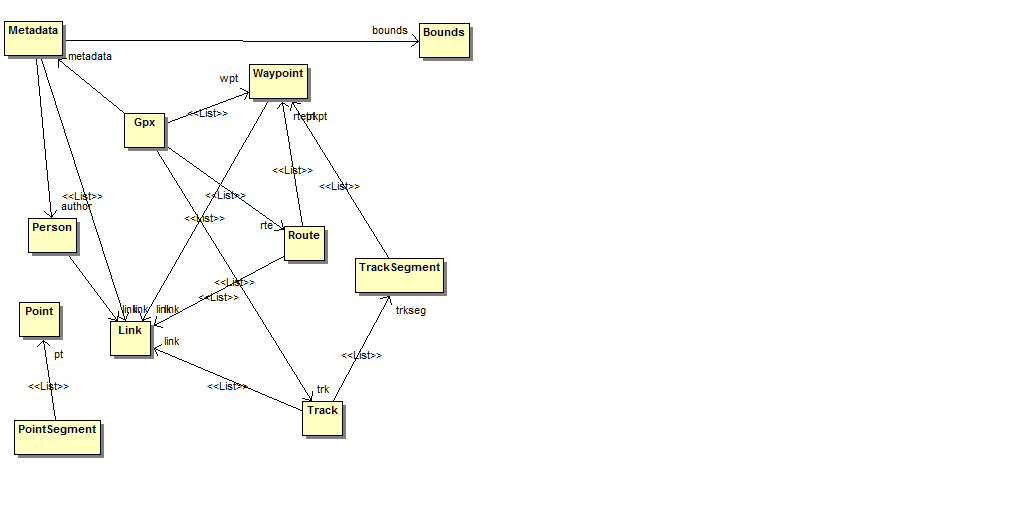 Metadata
bounds
Bounds
metadata
Waypoint
wpt
<<List>>
Gpx
rtept
trkpt
<<List>>
<<List>>
<<List>>
<<List>>
author
<<List>>
Person
rte
Route
TrackSegment
<<List>>
<<List>>
Point
link
link
link
link
trkseg
Link
link
pt
<<List>>
<<List>>
<<List>>
trk
Track
PointSegment